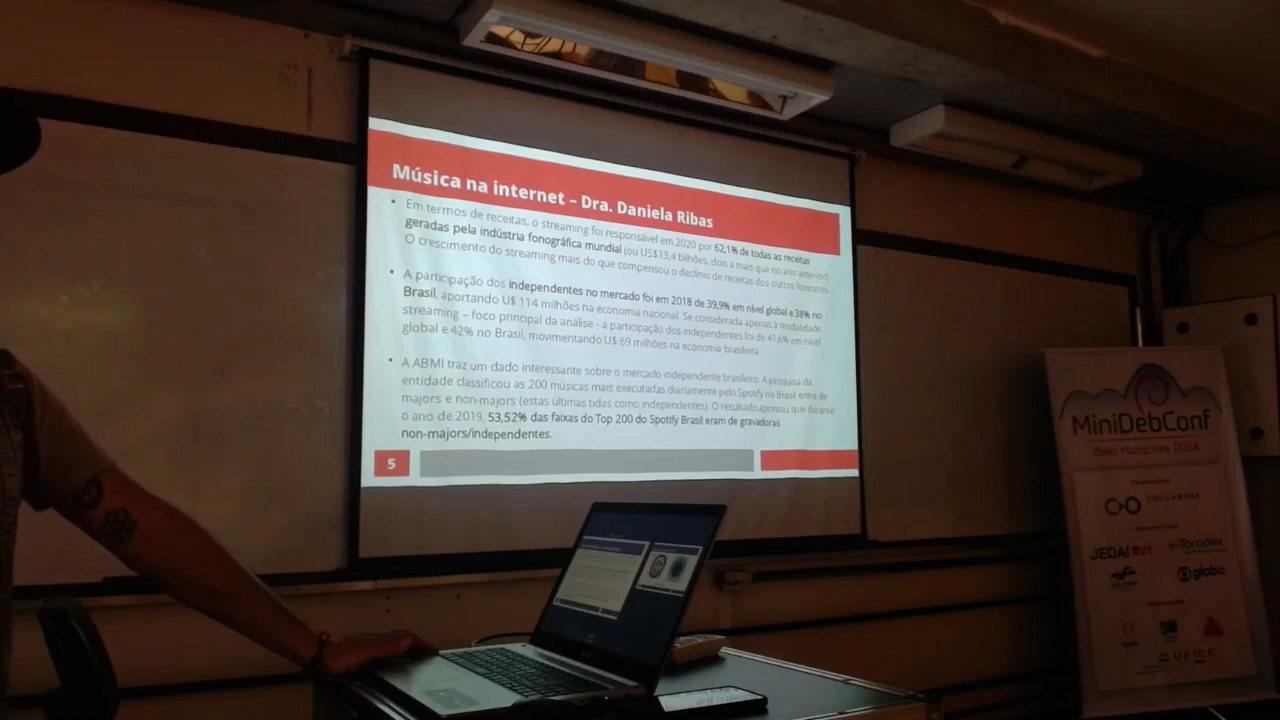 Música na internet – Dra. Daniela Ribas
• Em termos de receitas, o streaming foi responsável em 2020 por 62,1% de todas as receitas
geradas pela indústria fonográfica mundial (ou US$13,4 bilhões, dois a mais que no ano anterior).
O crescimento do streaming mais do que compensou o declínio de receitas dos outros formatos.
• A participação dos independentes no mercado foi em 2018 de 39,9% em nível global e 38% no
Brasil, aportando U$ 114 milhões na economia nacional. Se considerada apenas a modalidade
streaming – foco principal da análise - a participação dos independentes foi de 41,6% em nível
global e 42% no Brasil, movimentando U$ 69 milhões na economia brasileira.
• A ABMI traz um dado interessante sobre o mercado independente brasileiro. A pesquisa da
entidade classificou as 200 músicas mais executadas diariamente pelo Spotify no Brasil entre de
majors e non-majors (estas últimas tidas como independentes). O resultado apontou que durante
o ano de 2019, 53,52% das faixas do Top 200 do Spotify Brasil eram de gravadoras
non-majors/independentes.
5
MiniDebConf
Belo Horizonte 2024
COLLABORA
JEDAI
Toradex
globo
UFMG